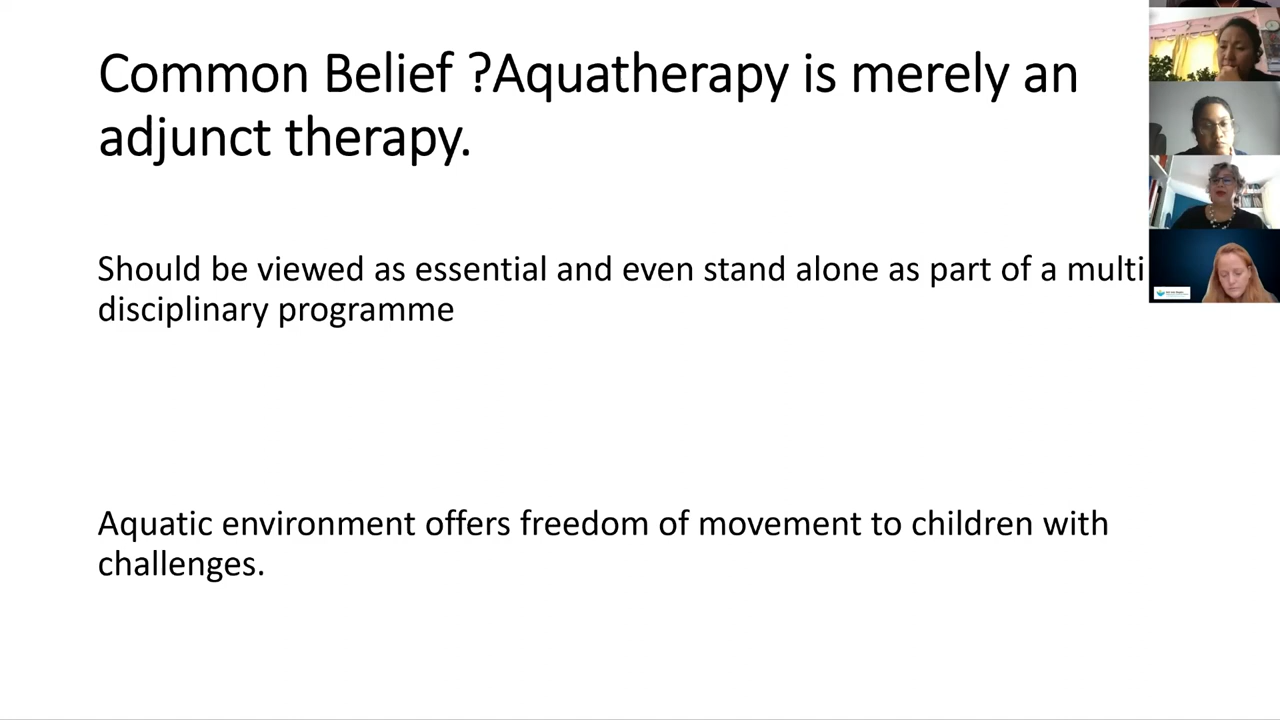 Common Belief ?Aquatherapy is merely an
adjunct therapy.
Should be viewed as essential and even stand alone as part of a multi
disciplinary programme
Aquatic environment offers freedom of movement to children with
challenges.